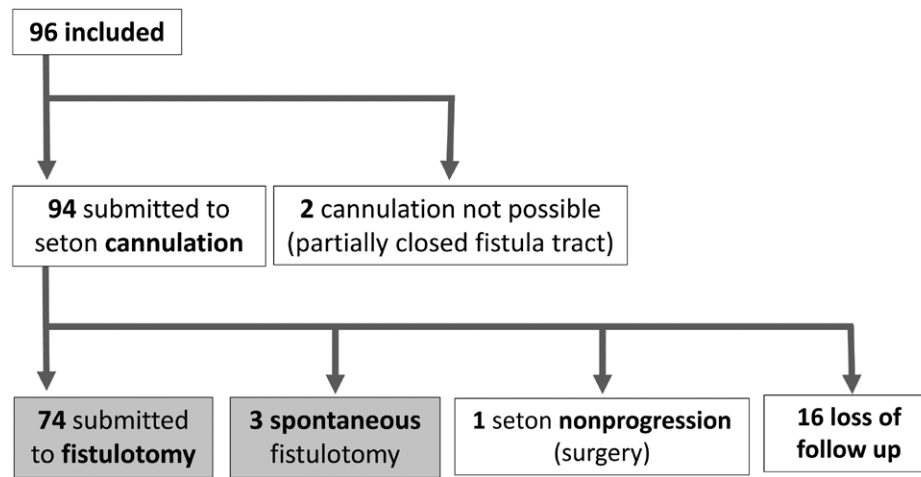 96 included
94 submitted to
seton cannulation
2 cannulation not possible
(partially closed fistula tract)
74 submitted
to fistulotomy
3 spontaneous
fistulotomy
1 seton nonprogression
(surgery)
16 loss of
follow up